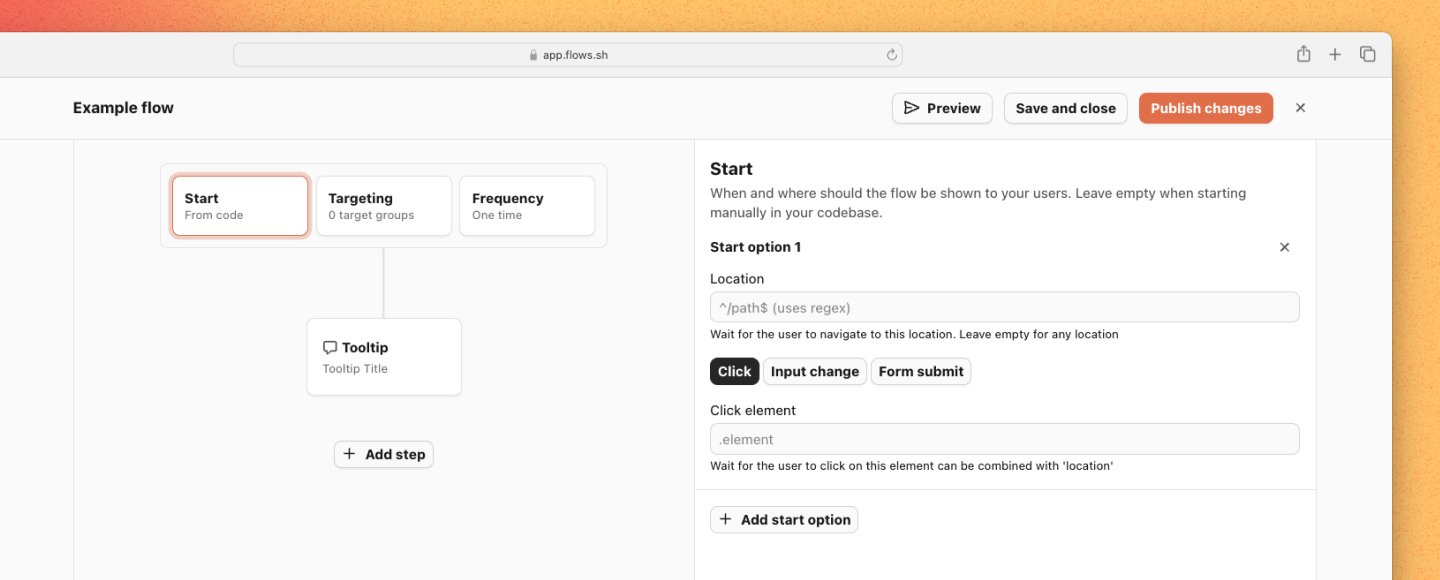 app.flows.sh
Example flow
Preview
Save and close
Publish changes
Start
From code
Targeting
0 target groups
Frequency
One time
Tooltip
Tooltip Title
Add step
Start
When and where should the flow be shown to your users. Leave empty when starting
manually in your codebase.
Start option 1
Location
^/path$ (uses regex)
Wait for the user to navigate to this location. Leave empty for any location
Click
Input change
Form submit
Click element
.element
Wait for the user to click on this element can be combined with 'location'
Add start option